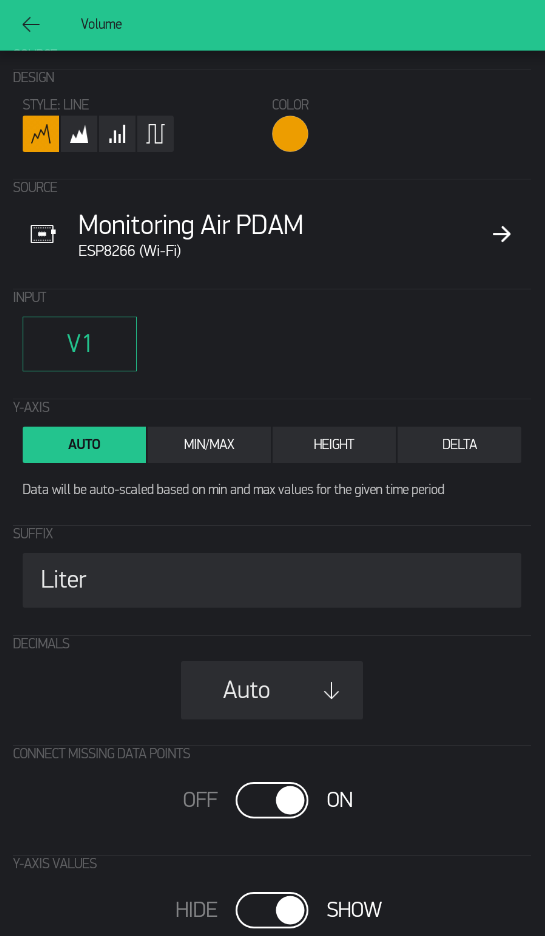 Volume
DESIGN
STYLE: LINE
COLOR
SOURCE
Monitoring Air PDAM
ESP8266 (Wi-Fi)
INPUT
V1
Y-AXIS
AUTO
MIN/MAX
HEIGHT
DELTA
Data will be auto-scaled based on min and max values for the given time period
SUFFIX
Liter
DECIMALS
Auto
CONNECT MISSING DATA POINTS
OFF
ON
Y-AXIS VALUES
HIDE
SHOW